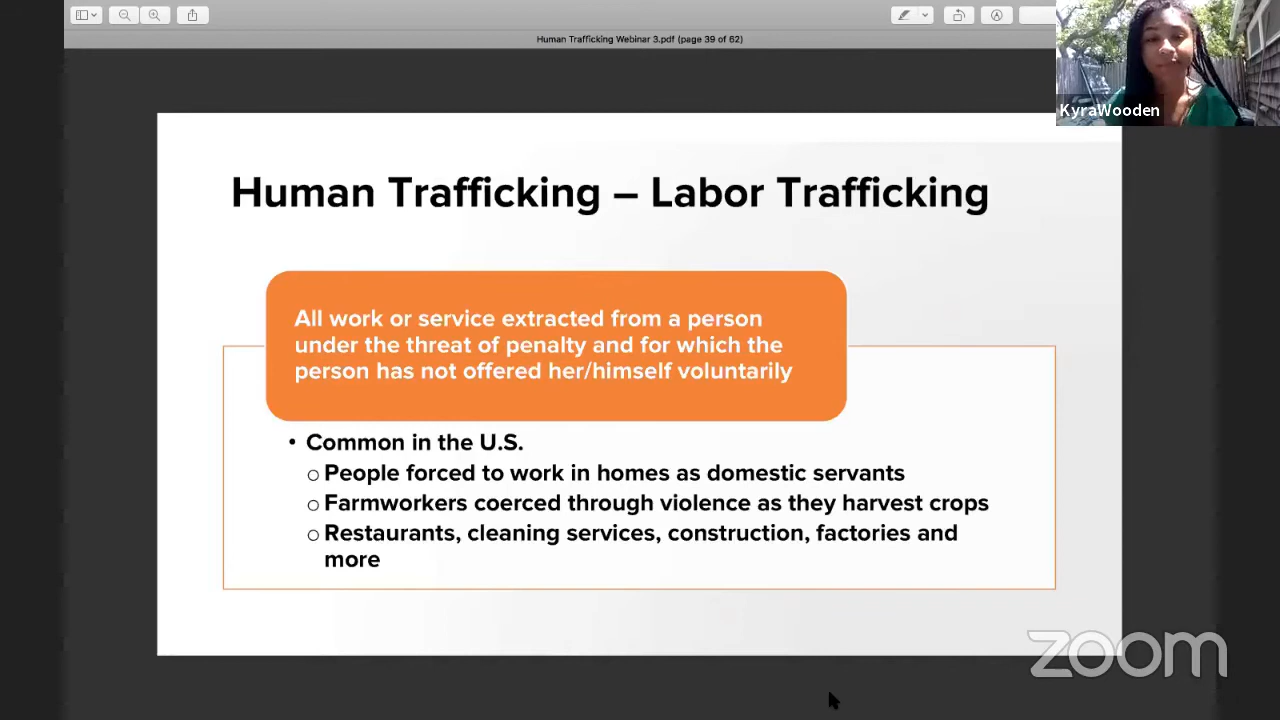 Human Trafficking Webinar 3.pdf (page 39 of 62)
KyraWooden
Human Trafficking – Labor Trafficking
All work or service extracted from a person
under the threat of penalty and for which the
person has not offered her/himself voluntarily
• Common in the U.S.
o People forced to work in homes as domestic servants
o Farmworkers coerced through violence as they harvest crops
o Restaurants, cleaning services, construction, factories and
more
zoom